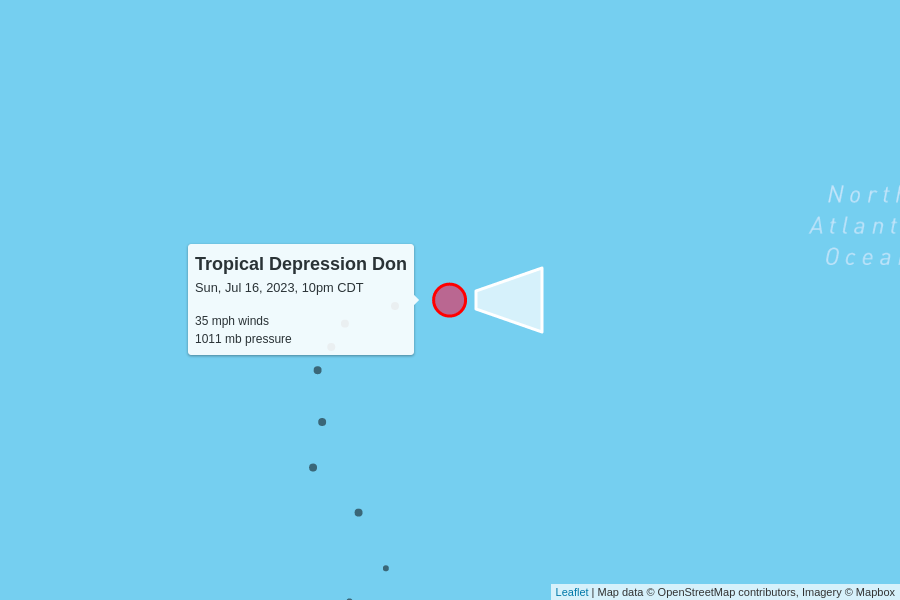 North
Atlant
Ocea
Tropical Depression Don
Sun, Jul 16, 2023, 10pm CDT
35 mph winds
1011 mb pressure
Leaflet | Map data © OpenStreetMap contributors, Imagery © Mapbox